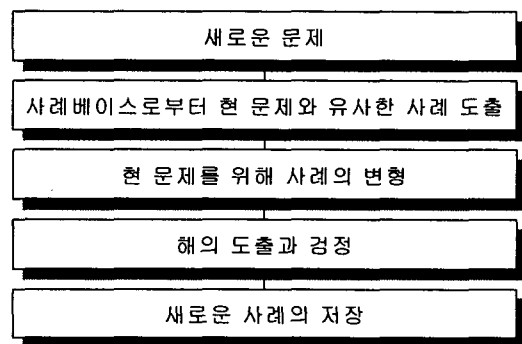 새로운 문제
사례베이스로부터 현 문제와 유사한 사례 도출
현 문제를 위해 사례의 변형
해의 도출과 검정
새로운 사례의 저장